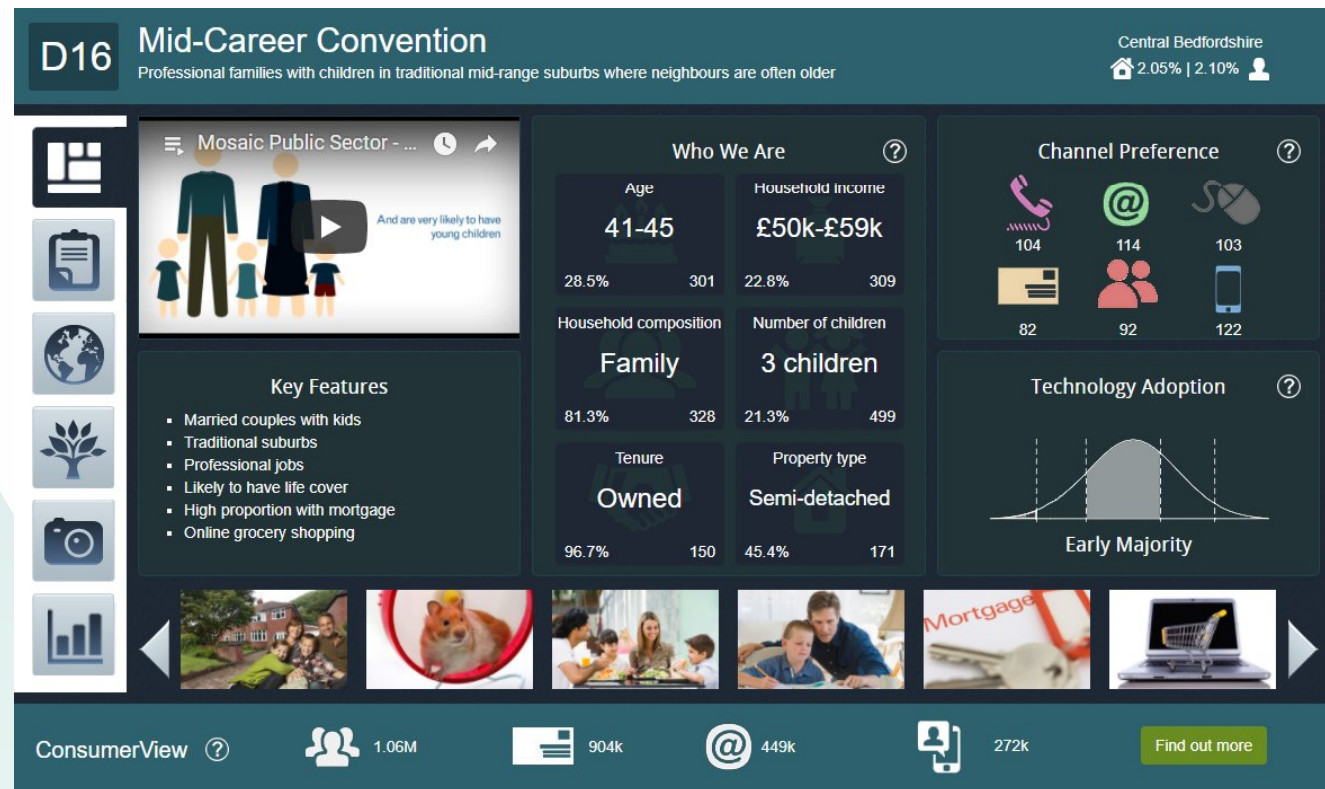 D16
Mid-Career Convention
Professional families with children in traditional mid-range suburbs where neighbours are often older
Central Bedfordshire
2.05% | 2.10%
Mosaic Public Sector - ...
And are very likely to have
young children
Key Features
Married couples with kids
Traditional suburbs
Professional jobs
Likely to have life cover
High proportion with mortgage
Online grocery shopping
Who We Are ?
Age
41-45
28.5% 301
Household income
£50k-£59k
22.8% 309
Household composition
Family
81.3% 328
Number of children
3 children
21.3% 499
Tenure
Owned
96.7% 150
Property type
Semi-detached
45.4% 171
Channel Preference ?
@
104 114 103
82 92 122
Technology Adoption ?
Early Majority
Mortgage
ConsumerView ? 1.06M 904k @ 449k 272k Find out more